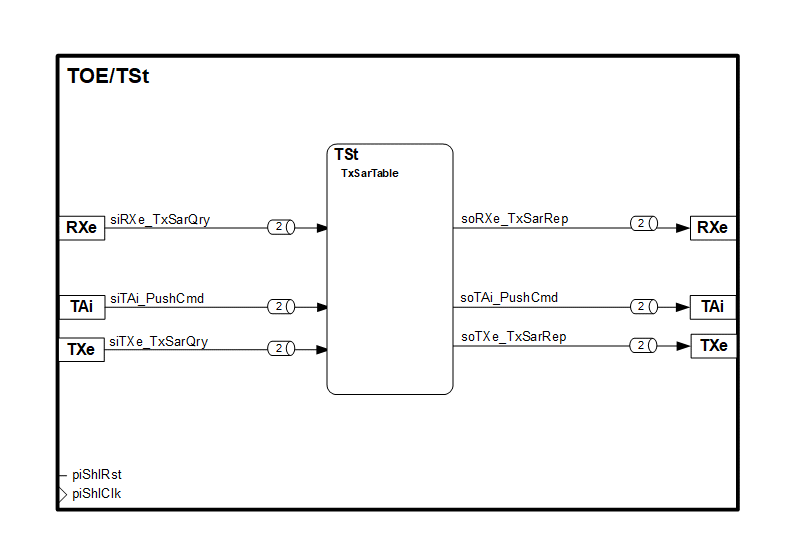 TOE/TSt
TSt
TxSarTable
RXe
siRXe_TxSarQry
2
soRXe_TxSarRep
2
RXe
TAi
siTAi_PushCmd
2
soTAi_PushCmd
2
TAi
TXe
siTXe_TxSarQry
2
soTXe_TxSarRep
2
TXe
piShlRst
piShlClk